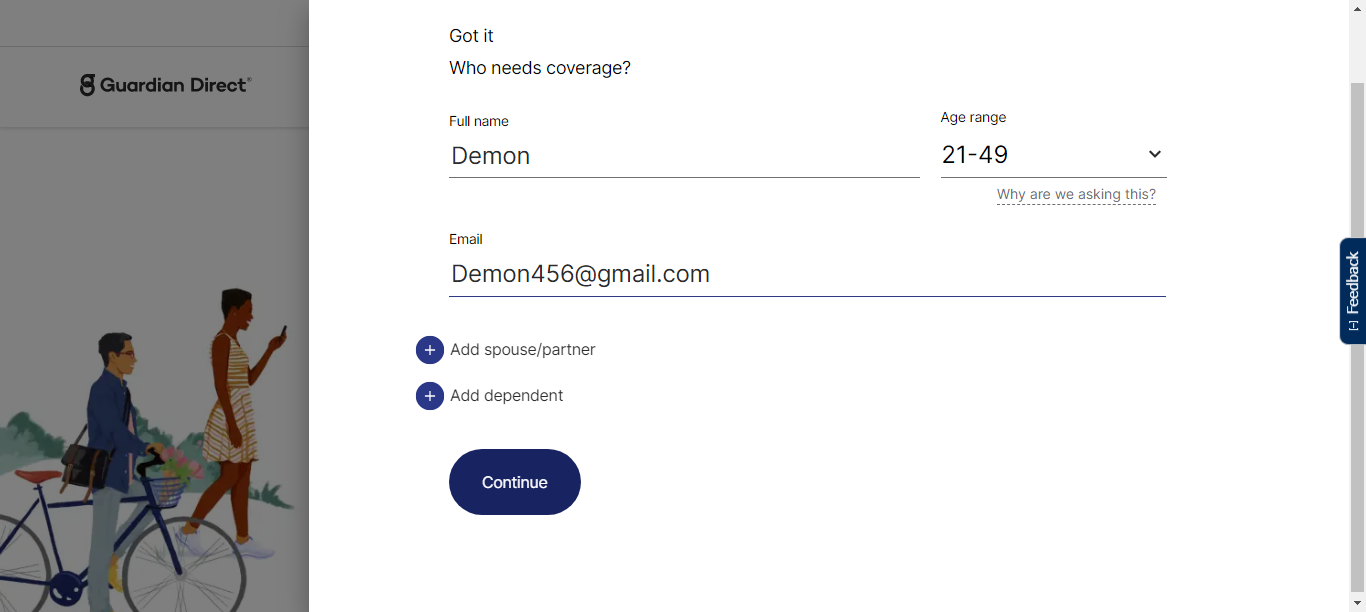 Guardian Direct®
Got it
Who needs coverage?
Full name
Demon
Age range
21-49
Why are we asking this?
Email
Demon456@gmail.com
+ Add spouse/partner
+ Add dependent
Continue
[-] Feedback